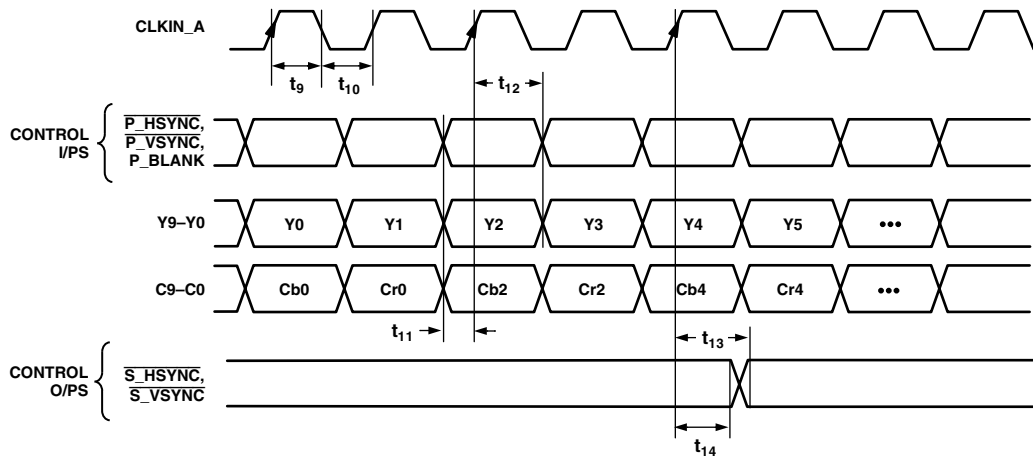 CLKIN_A
t9
t10
t12
CONTROL
I/PS
P_HSYNC,
P_VSYNC,
P_BLANK
Y9–Y0
Y0
Y1
Y2
Y3
Y4
Y5
•••
C9–C0
Cb0
Cr0
Cb2
Cr2
Cb4
Cr4
•••
t11
t13
CONTROL
O/PS
S_HSYNC,
S_VSYNC
t14